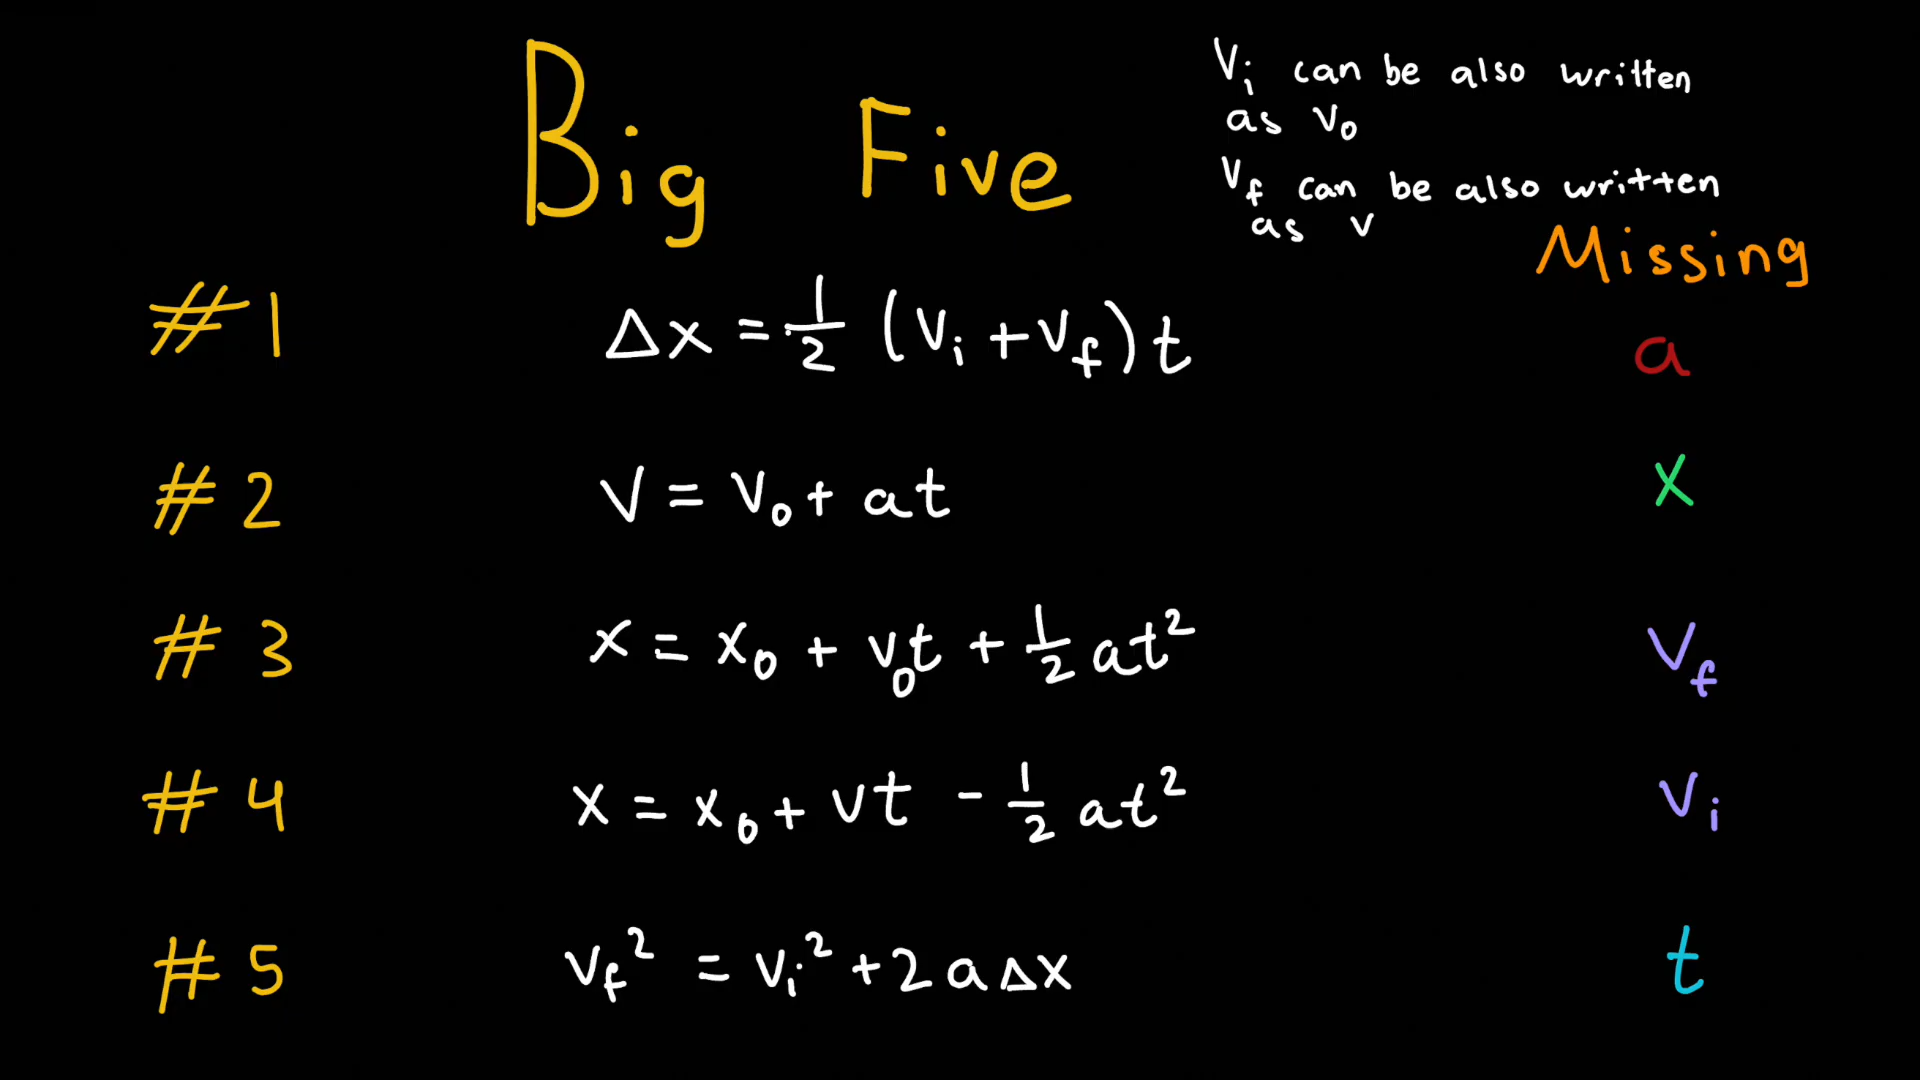 Big Five
Vi can be also written
as v₀
Vf can be also written
as v
Missing
#1 Δx = 1/2 (Vi + Vf) t a
#2 V = V₀ + at x
#3 x = x₀ + v₀t + 1/2 at² Vf
#4 x = x₀ + vt - 1/2 at² Vi
#5 Vf² = Vi² + 2aΔx t